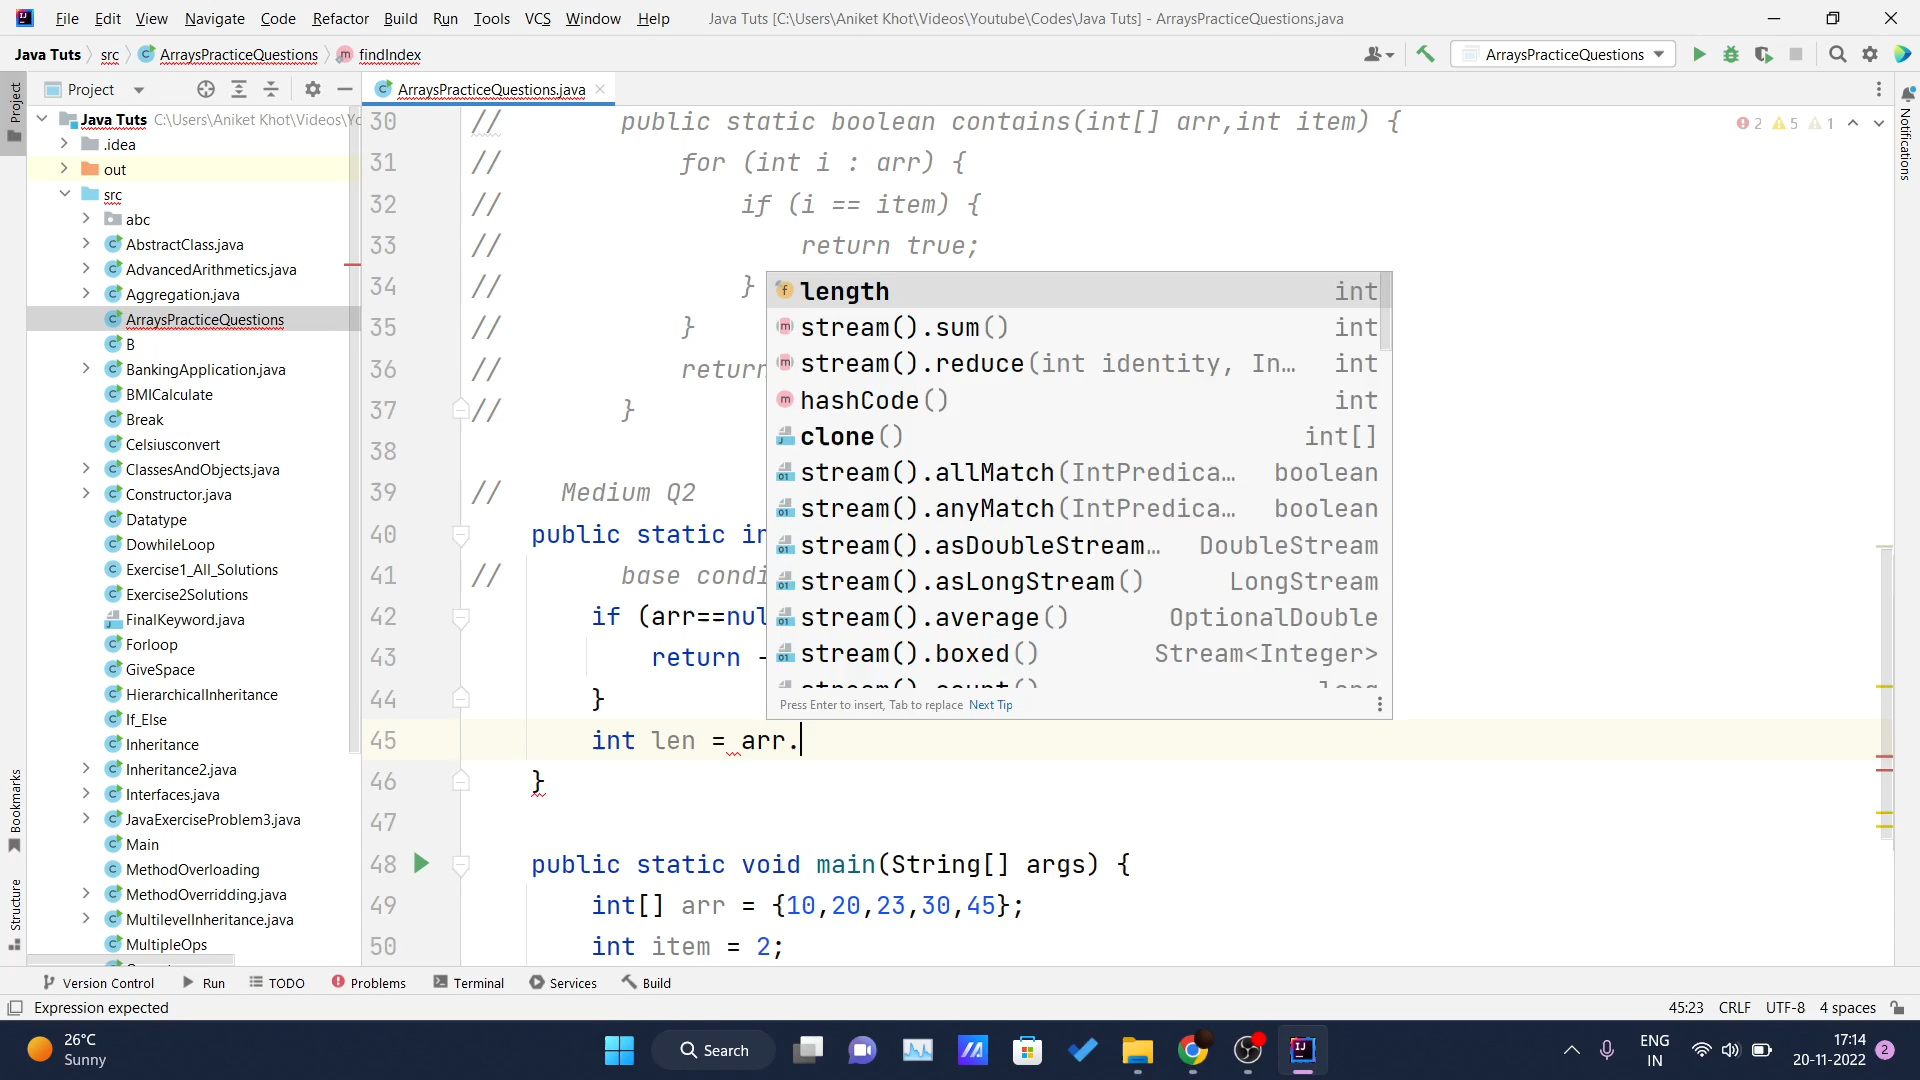 File Edit View Navigate Code Refactor Build Run Tools VCS Window Help Java Tuts [C:\Users\Aniket Khot\Videos\Youtube\Codes\Java Tuts] - ArraysPracticeQuestions.java
Java Tuts src ArraysPracticeQuestions findIndex ArraysPracticeQuestions
Project ArraysPracticeQuestions.java
Project
Java Tuts C:\Users\Aniket Khot\Videos\Yo
.idea
out
src
abc
AbstractClass.java
AdvancedArithmetics.java
Aggregation.java
ArraysPracticeQuestions
B
BankingApplication.java
BMICalculate
Break
Celsiusconvert
ClassesAndObjects.java
Constructor.java
Datatype
DowhileLoop
Exercise1_All_Solutions
Exercise2Solutions
FinalKeyword.java
Forloop
GiveSpace
HierarchicalInheritance
If_Else
Inheritance
Inheritance2.java
Interfaces.java
JavaExerciseProblem3.java
Main
MethodOverloading
MethodOverridding.java
MultilevelInheritance.java
MultipleOps
Bookmarks
Structure
30 // public static boolean contains(int[] arr,int item) {
31 // for (int i : arr) {
32 // if (i == item) {
33 // return true;
34 // }
35 // }
36 // return
37 // }
38
39 // Medium Q2
40 public static in
41 // base condi
42 if (arr==nul
43 return -
44 }
45 int len = arr.
46 }
47
48 public static void main(String[] args) {
49 int[] arr = {10,20,23,30,45};
50 int item = 2;
2 5 1
Notifications
length int
stream().sum() int
stream().reduce(int identity, In… int
hashCode() int
clone() int[]
stream().allMatch(IntPredica… boolean
stream().anyMatch(IntPredica… boolean
stream().asDoubleStream… DoubleStream
stream().asLongStream() LongStream
stream().average() OptionalDouble
stream().boxed() Stream<Integer>
stream().count() long
Press Enter to insert, Tab to replace Next Tip
Version Control Run TODO Problems Terminal Services Build
Expression expected 45:23 CRLF UTF-8 4 spaces
26°C
Sunny
Search
ENG
IN
17:14
20-11-2022
2